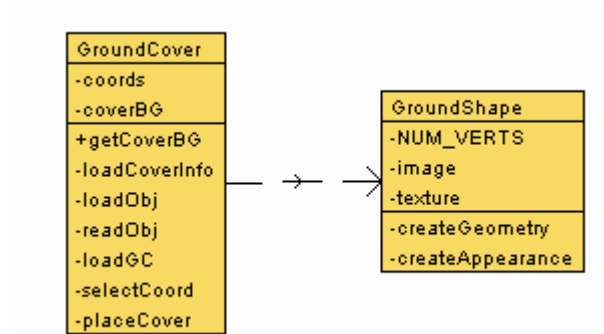 GroundCover
-coords
-coverBG
+getCoverBG
-loadCoverInfo
-loadObj
-readObj
-loadGC
-selectCoord
-placeCover
GroundShape
-NUM_VERTS
-image
-texture
-createGeometry
-createAppearance